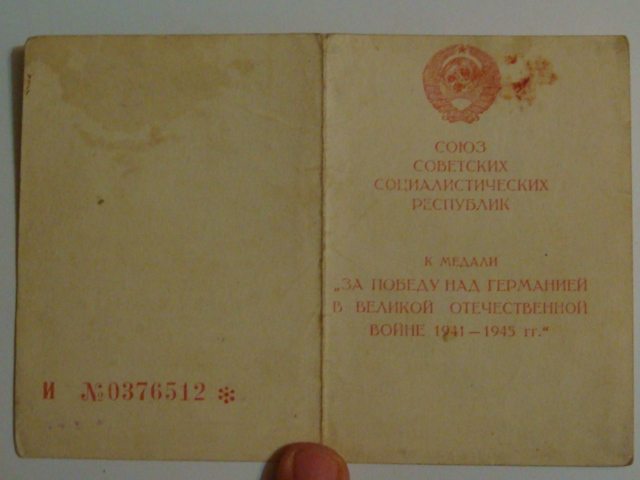 СОЮЗ
СОВЕТСКИХ
СОЦИАЛИСТИЧЕСКИХ
РЕСПУБЛИК
К МЕДАЛИ
„ЗА ПОБЕДУ НАД ГЕРМАНИЕЙ
В ВЕЛИКОЙ ОТЕЧЕСТВЕННОЙ
ВОЙНЕ 1941—1945 гг.“
И №0376512 *